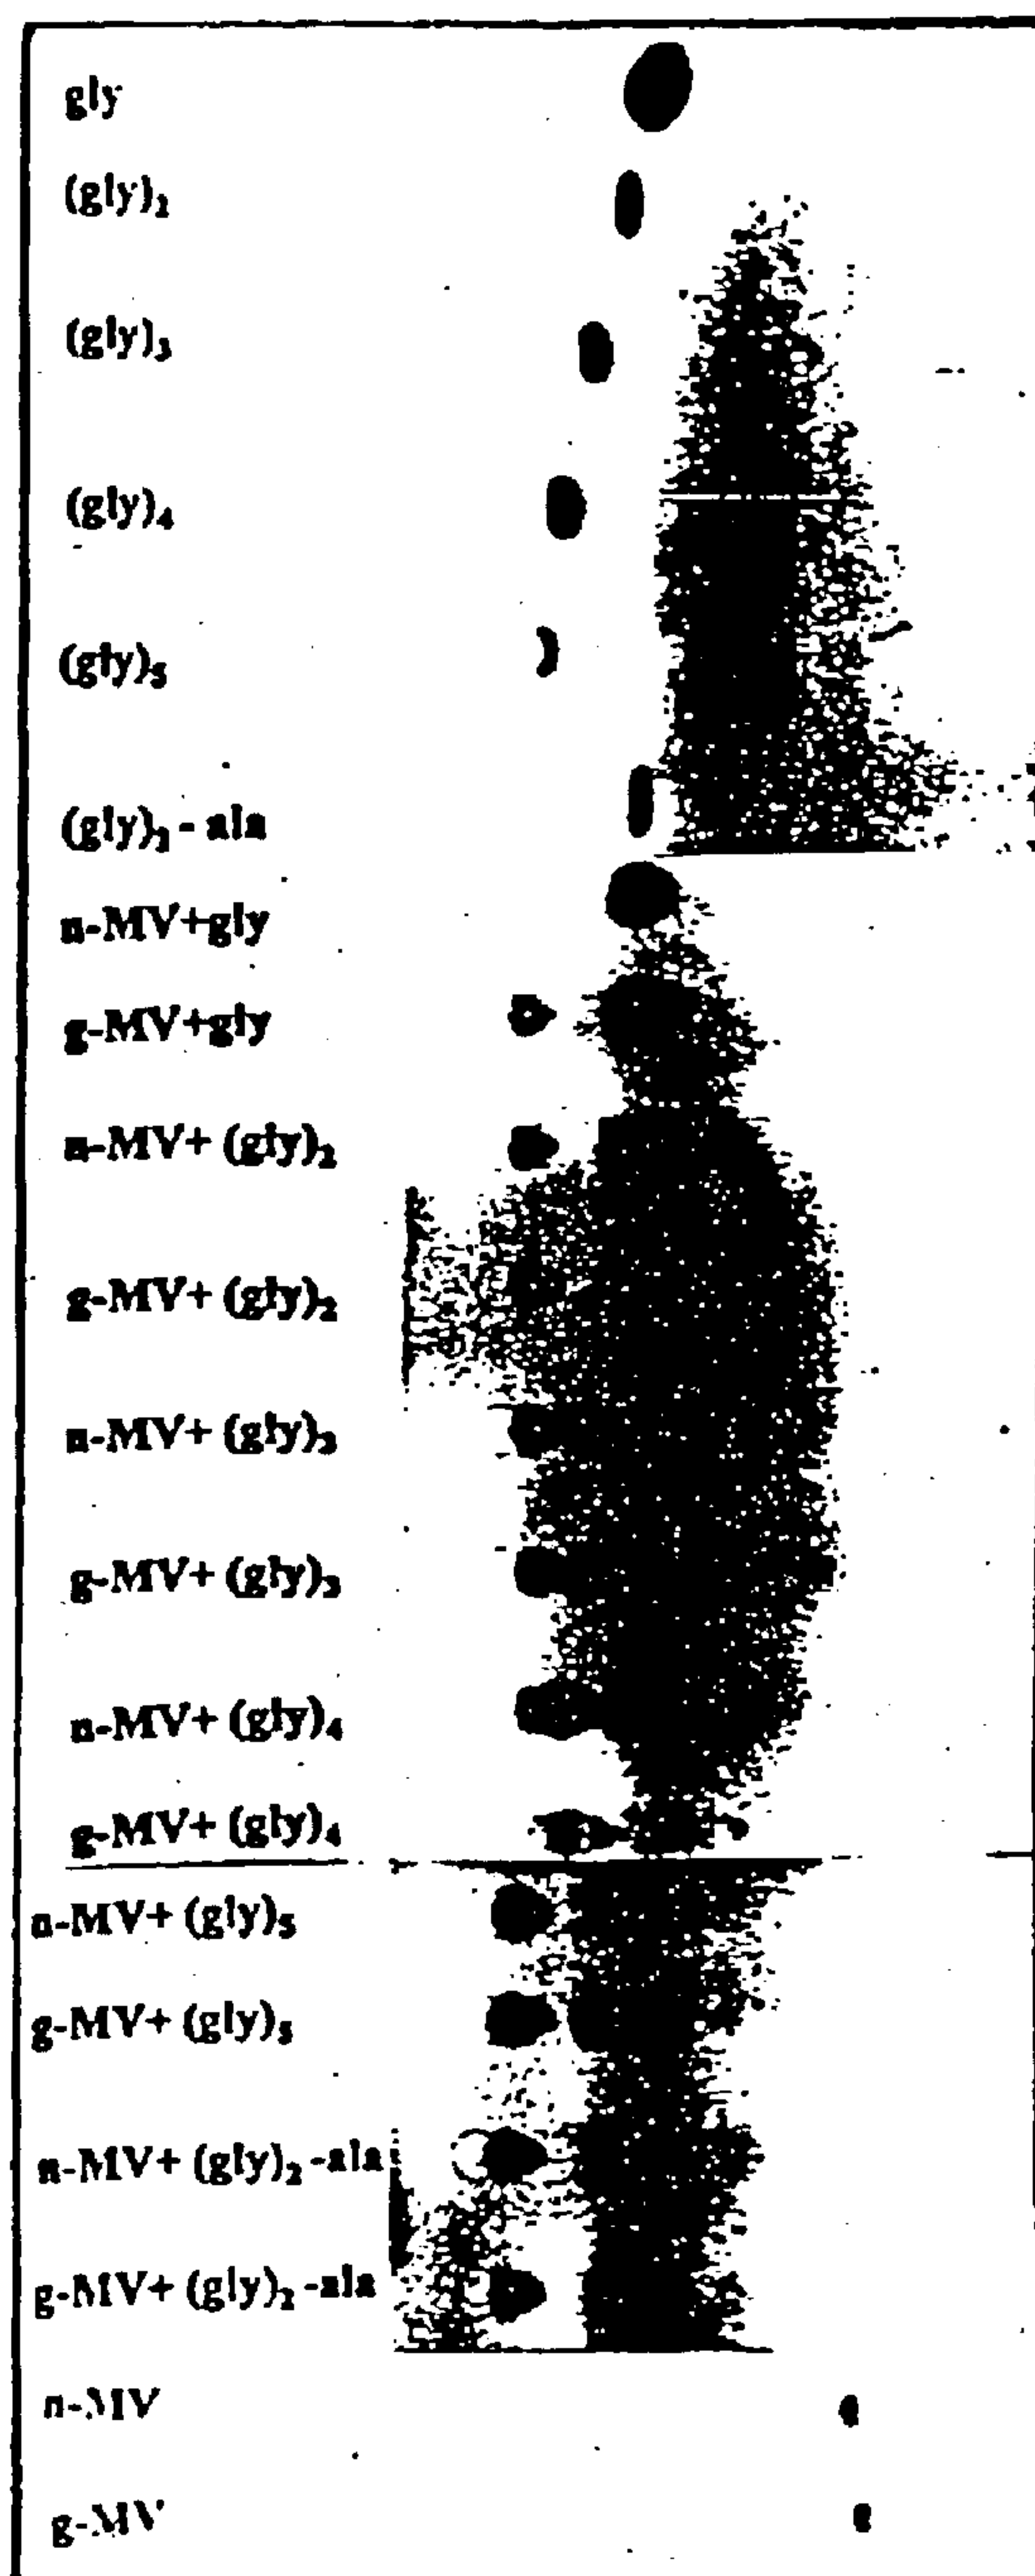 gly
(gly)₂
(gly)₃
(gly)₄
(gly)₅
(gly)₂ - ala
n-MV+gly
g-MV+gly
n-MV+ (gly)₂
g-MV+ (gly)₂
n-MV+ (gly)₃
g-MV+ (gly)₃
n-MV+ (gly)₄
g-MV+ (gly)₄
n-MV+ (gly)₅
g-MV+ (gly)₅
n-MV+ (gly)₂ -ala
g-MV+ (gly)₂ -ala
n-MV
g-MV